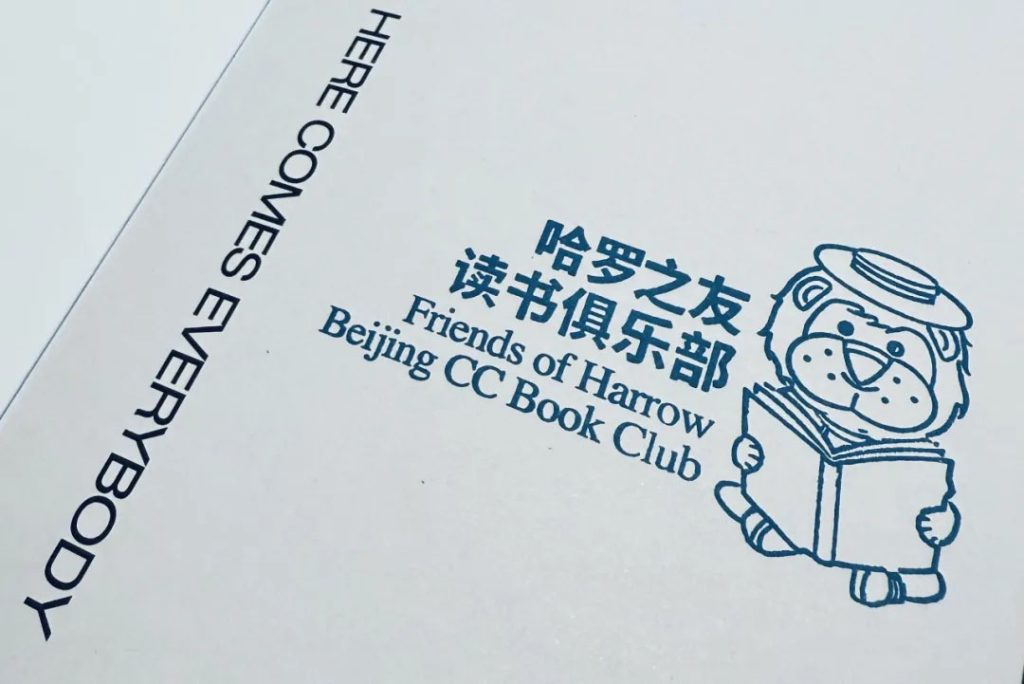 HERE COMES EVERYBODY
哈罗之友
读书俱乐部
Friends of Harrow
Beijing CC Book Club